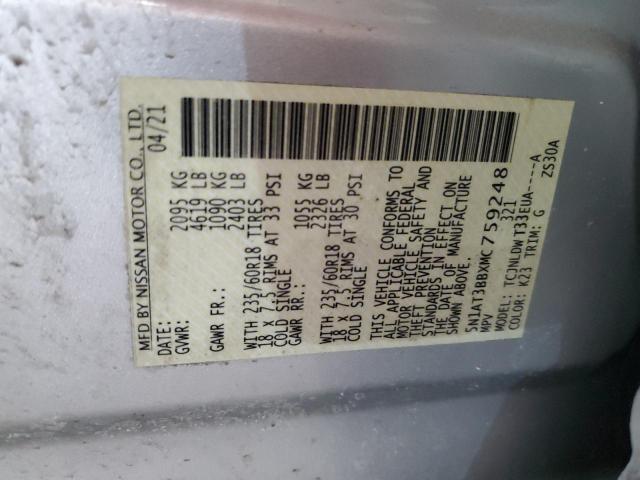 MFD BY NISSAN MOTOR CO., LTD.
DATE: 04/21
GVWR: 2095 KG
4619 LB
GAWR FR.: 1090 KG
2403 LB
WITH 235/60R18 TIRES
18 X 7.5 RIMS AT 33 PSI
COLD SINGLE
GAWR RR.: 1055 KG
2326 LB
WITH 235/60R18 TIRES
18 X 7.5 RIMS AT 30 PSI
COLD SINGLE
THIS VEHICLE CONFORMS TO
ALL APPLICABLE FEDERAL
MOTOR VEHICLE SAFETY AND
THEFT PREVENTION
STANDARDS IN EFFECT ON
THE DATE OF MANUFACTURE
SHOWN ABOVE.
5N1AT3BBXMC759248
MPV 321
MODEL: TCJNLDWT33EUA----A
COLOR: K23 TRIM: G ZS30A